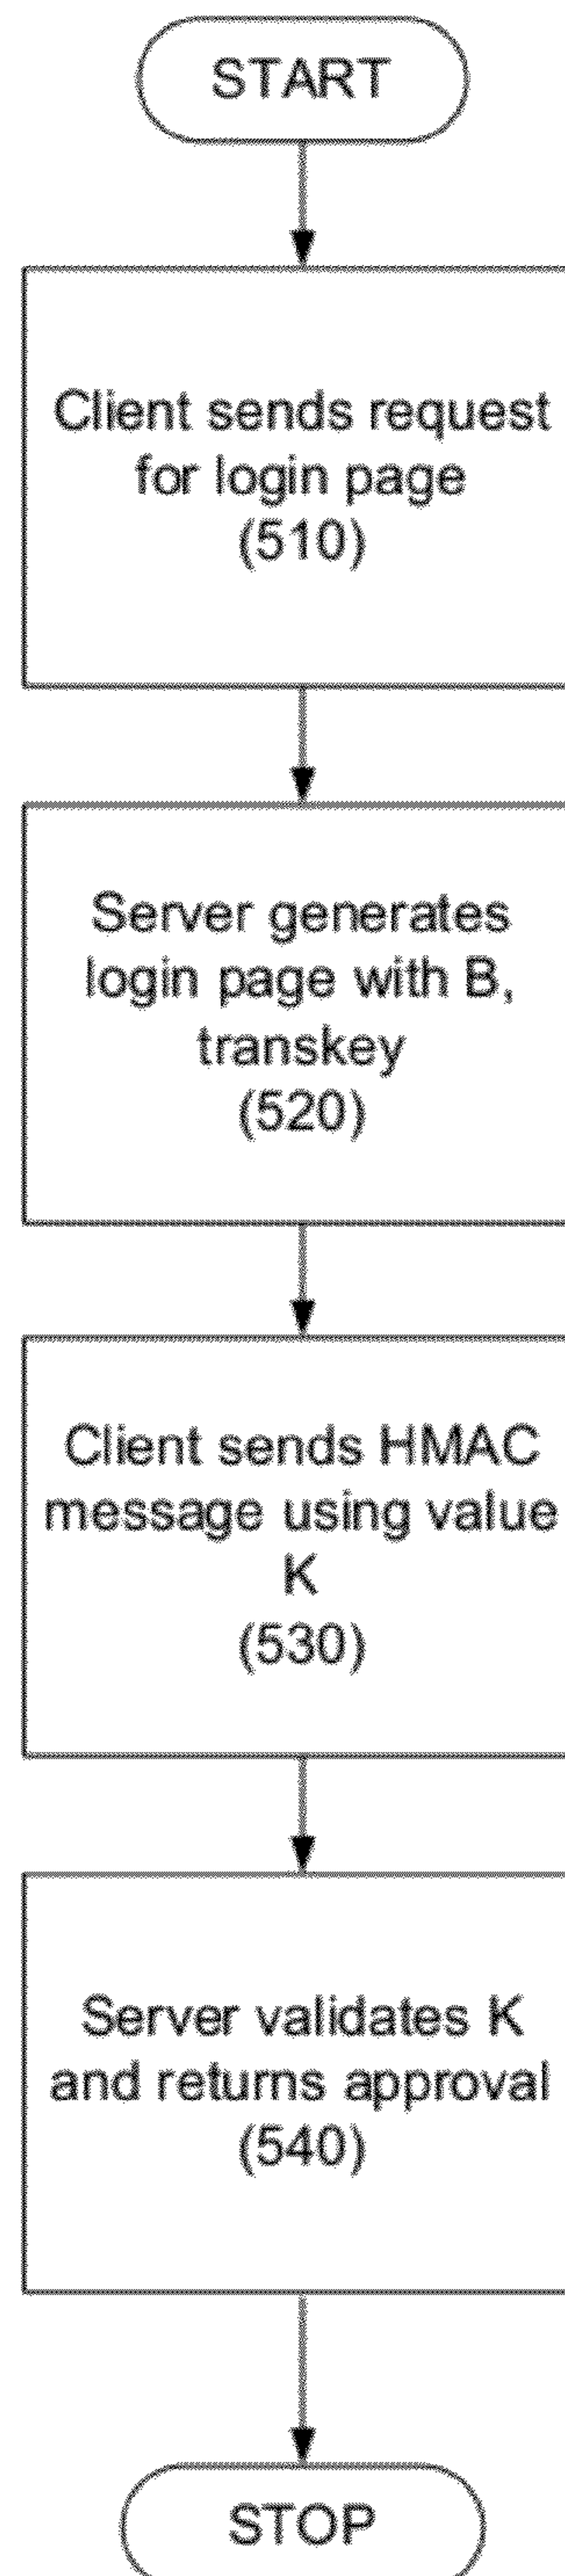 START
Client sends request
for login page
(510)
Server generates
login page with B,
transkey
(520)
Client sends HMAC
message using value
K
(530)
Server validates K
and returns approval
(540)
STOP